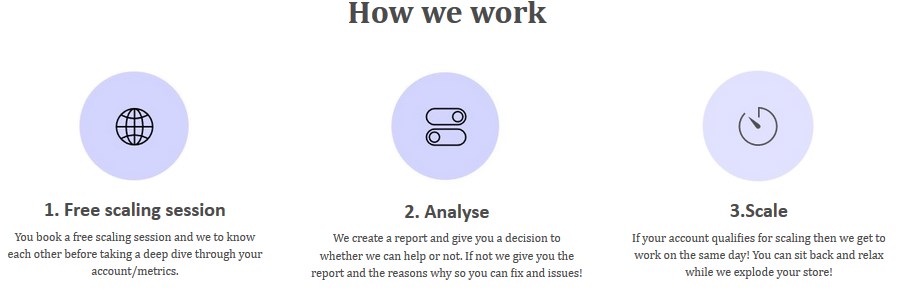 How we work
1. Free scaling session
You book a free scaling session and we to know
each other before taking a deep dive through your
account/metrics.
2. Analyse
We create a report and give you a decision to
whether we can help or not. If not we give you the
report and the reasons why so you can fix and issues!
3.Scale
If your account qualifies for scaling then we get to
work on the same day! You can sit back and relax
while we explode your store!